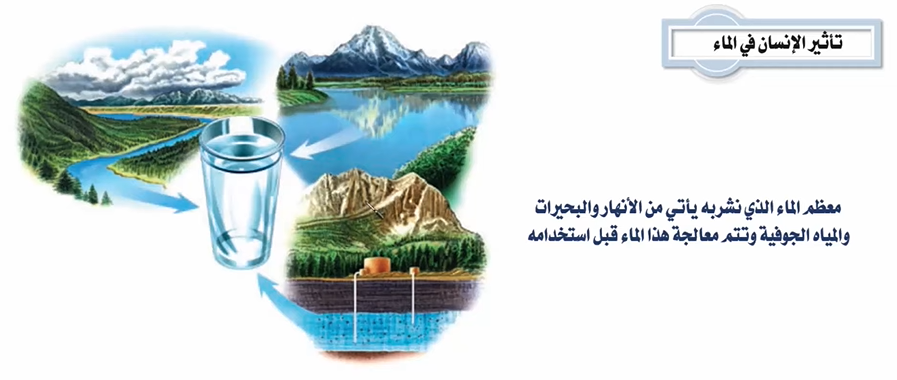 تأثير الإنسان في الماء
معظم الماء الذي نشربه يأتي من الأنهار والبحيرات
والمياه الجوفية وتتم معالجة هذا الماء قبل استخدامه